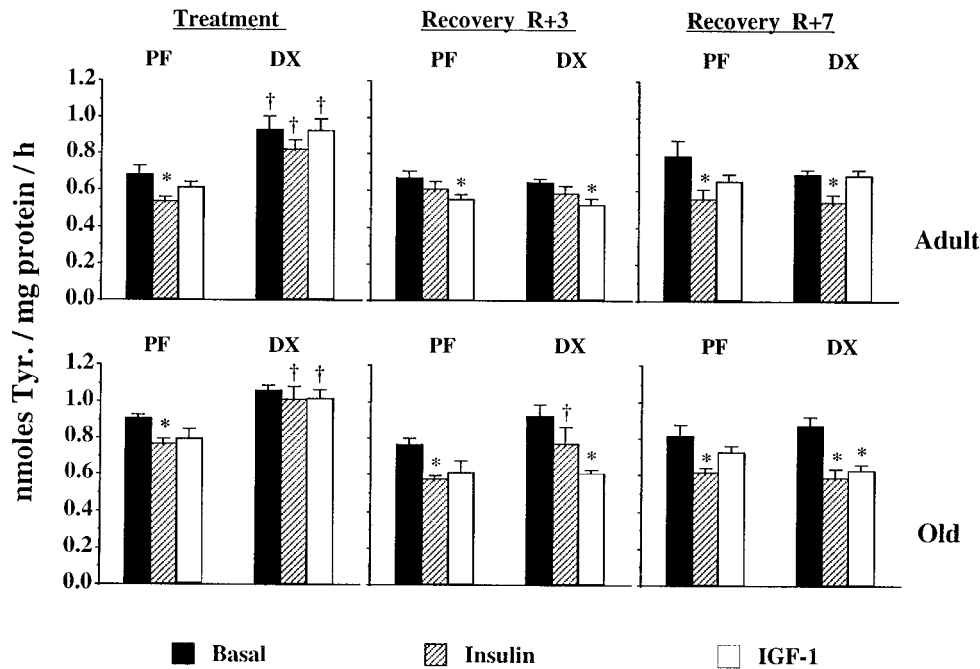 Treatment Recovery R+3 Recovery R+7
PF DX PF DX PF DX
1.2
1.0
0.8
0.6
0.4
0.2
0.0
† † †
* * * * *
Adult
nmoles Tyr. / mg protein / h
PF DX PF DX PF DX
1.2
1.0
0.8
0.6
0.4
0.2
0.0
† † †
* * * * * *
Old
Basal Insulin IGF-1